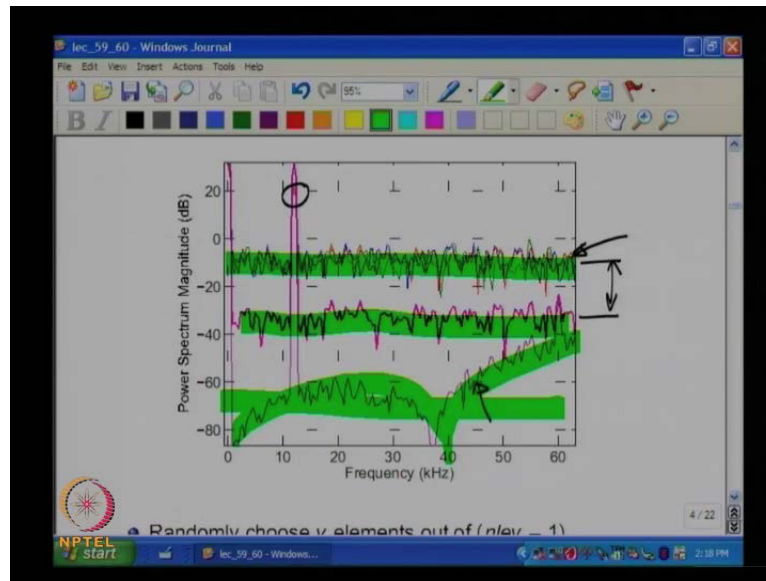 lec_59_60 - Windows Journal
File Edit View Insert Actions Tools Help
95%
B I
Power Spectrum Magnitude (dB)
20
0
−20
−40
−60
−80
0 10 20 30 40 50 60
Frequency (kHz)
4 / 22
Randomly choose v elements out of (nlev − 1)
NPTEL
start
lec_59_60 - Windows...
2:18 PM